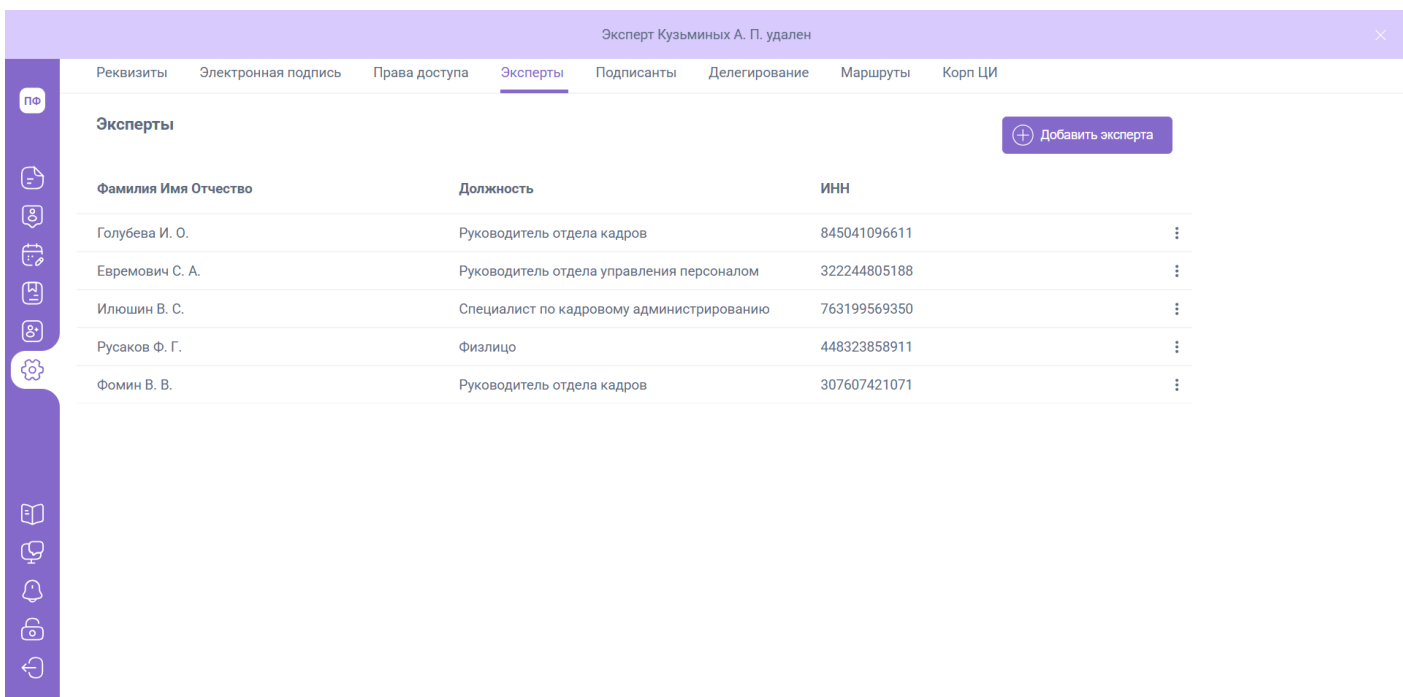 Эксперт Кузьминых А. П. удален
Реквизиты Электронная подпись Права доступа Эксперты Подписанты Делегирование Маршруты Корп ЦИ
ПФ
Эксперты
Добавить эксперта
Фамилия Имя Отчество Должность ИНН
Голубева И. О. Руководитель отдела кадров 845041096611
Евремович С. А. Руководитель отдела управления персоналом 322244805188
Илюшин В. С. Специалист по кадровому администрированию 763199569350
Русаков Ф. Г. Физлицо 448323858911
Фомин В. В. Руководитель отдела кадров 307607421071